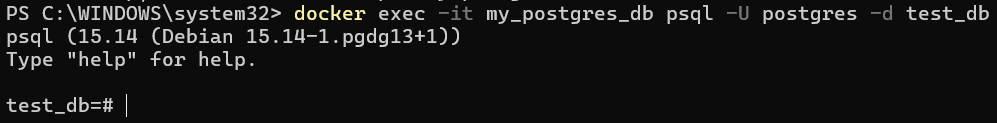 PS C:\WINDOWS\system32> docker exec -it my_postgres_db psql -U postgres -d test_db
psql (15.14 (Debian 15.14-1.pgdg13+1))
Type "help" for help.
test_db=#